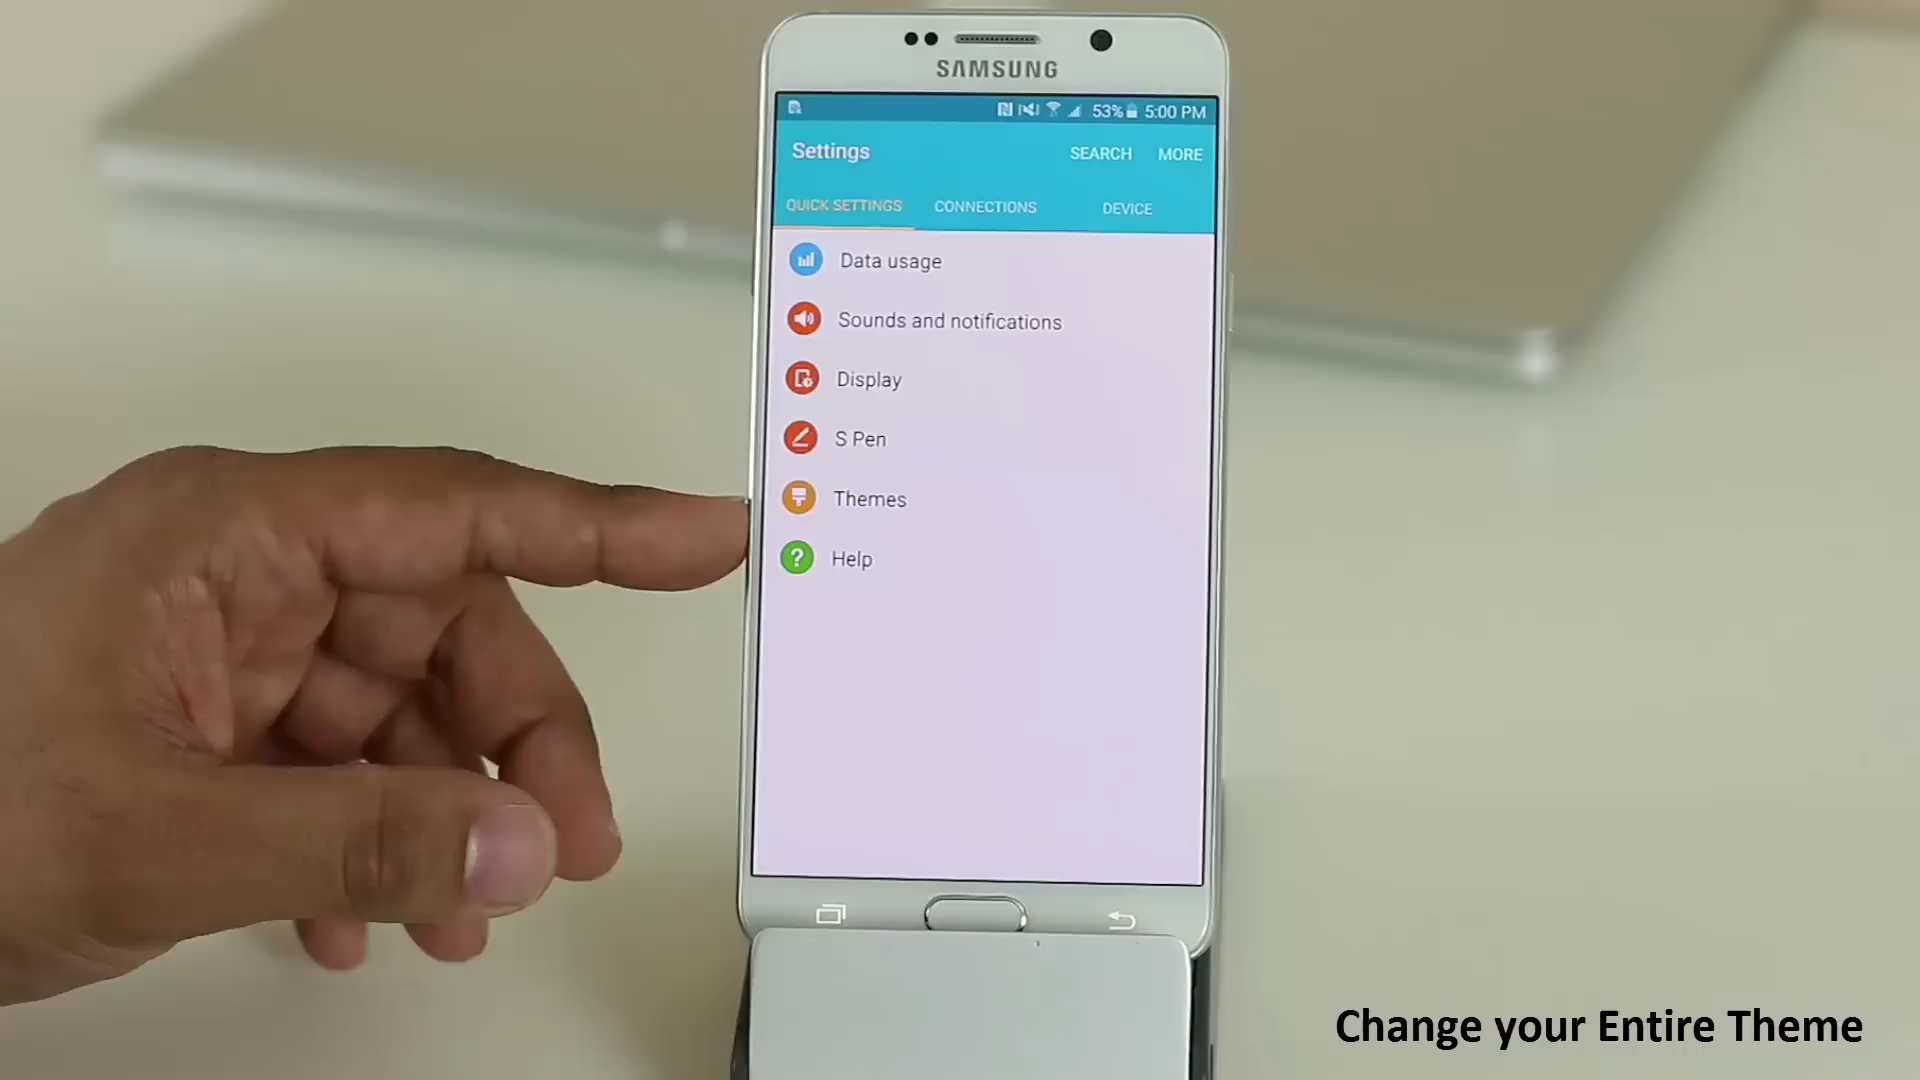 SAMSUNG
53% 5:00 PM
Settings SEARCH MORE
QUICK SETTINGS CONNECTIONS DEVICE
Data usage
Sounds and notifications
Display
S Pen
Themes
? Help
Change your Entire Theme